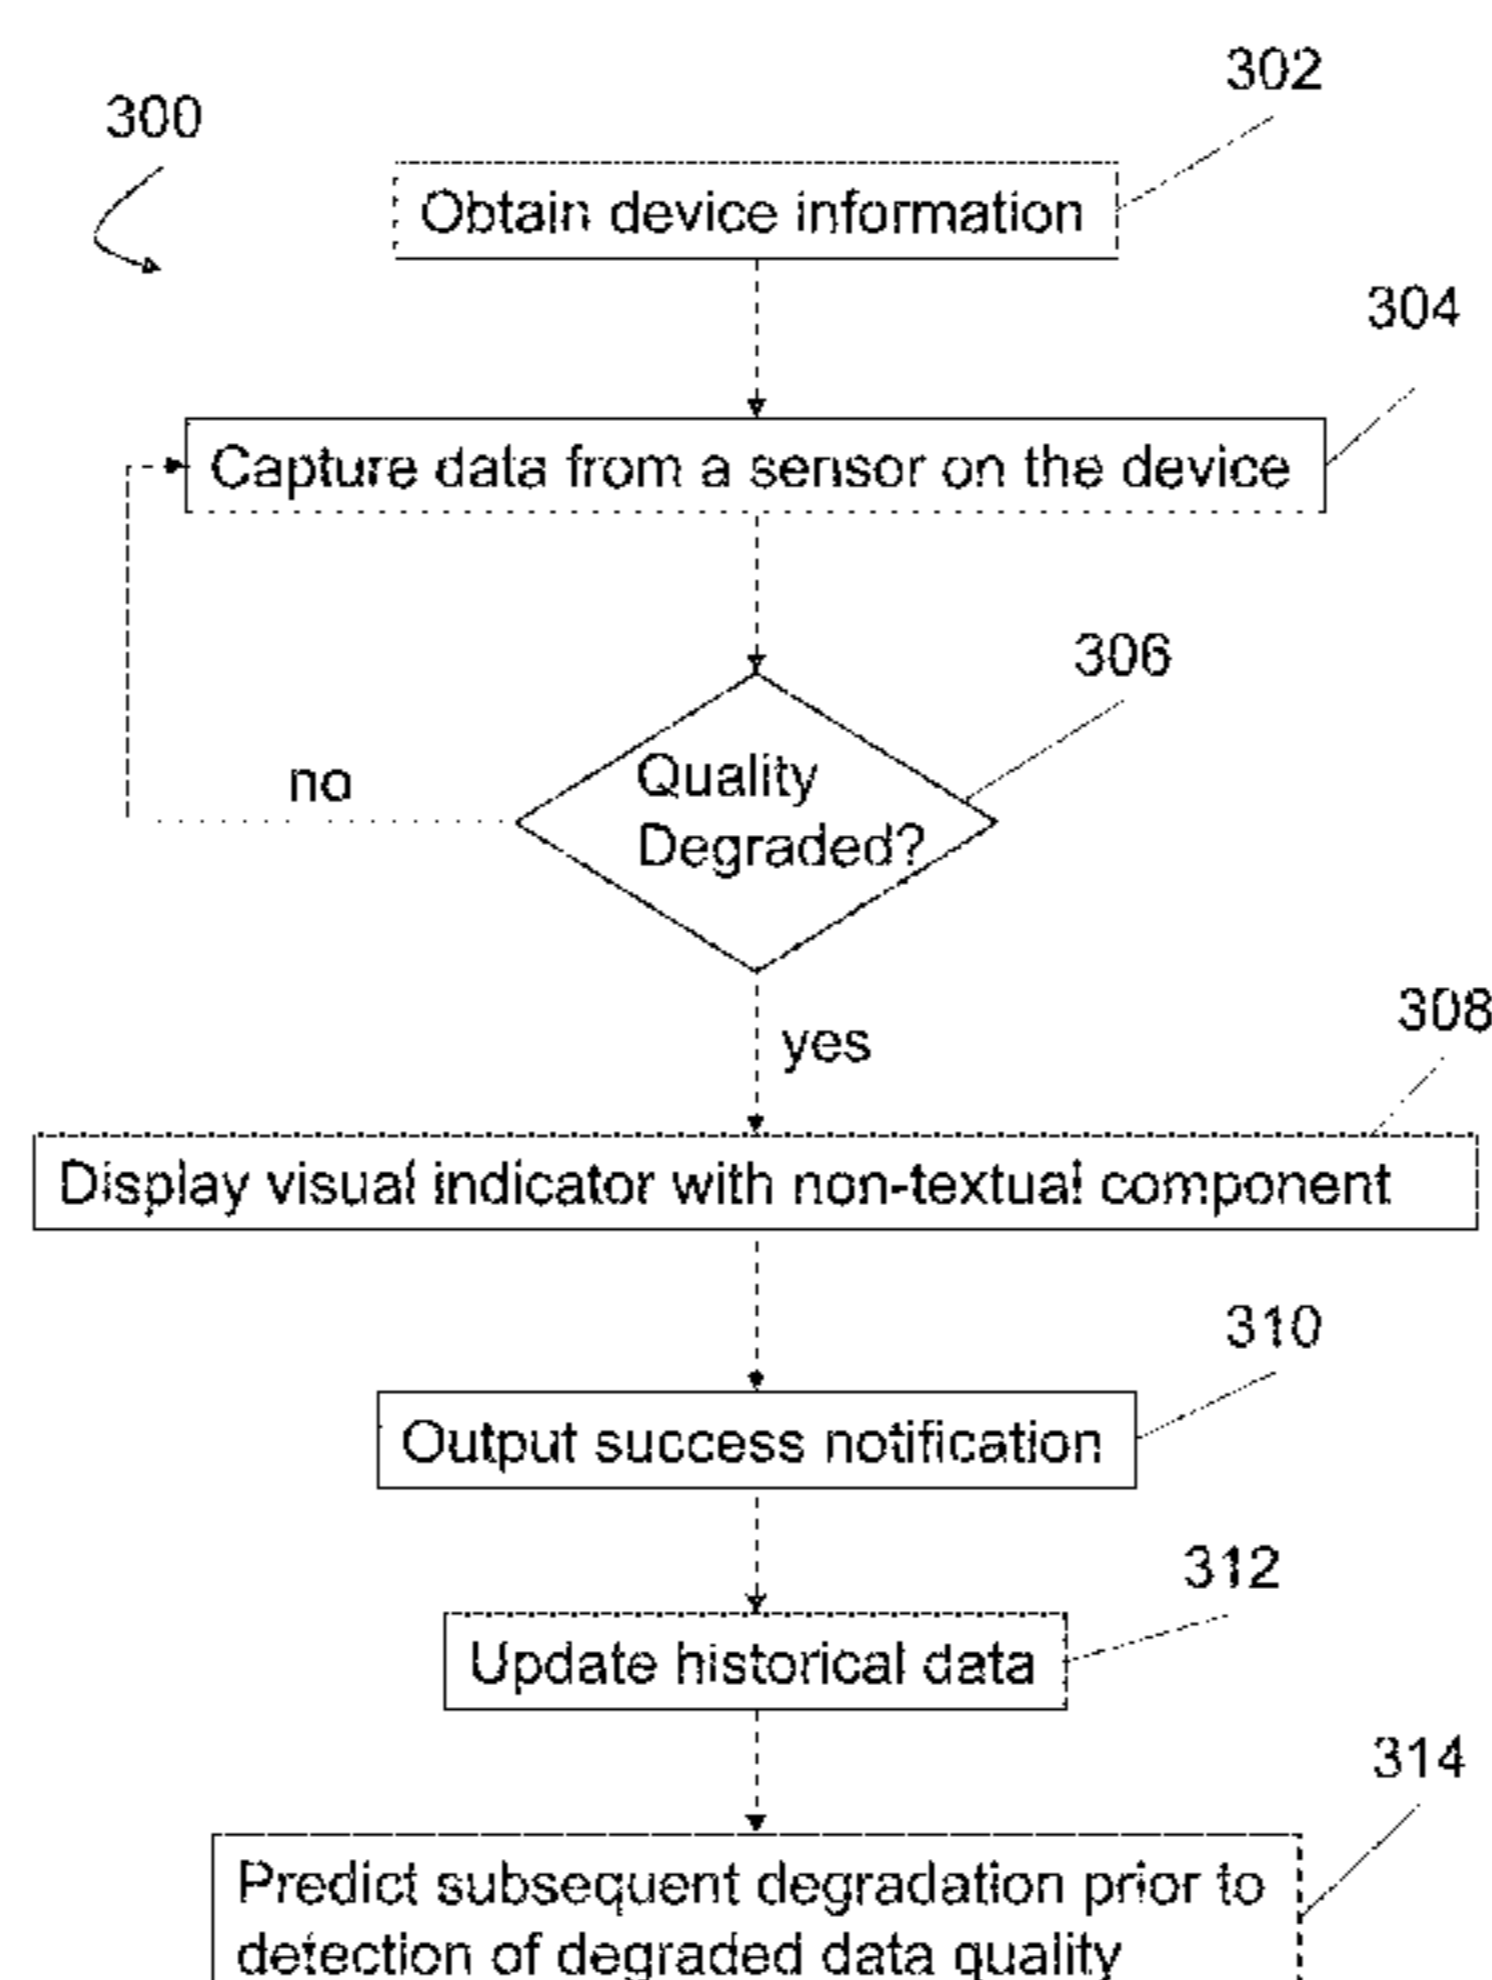 302
300
Obtain device information
304
Capture data from a sensor on the device
306
Quality
Degraded?
no
yes
308
Display visual indicator with non-textual component
310
Output success notification
312
Update historical data
314
Predict subsequent degradation prior to
detection of degraded data quality